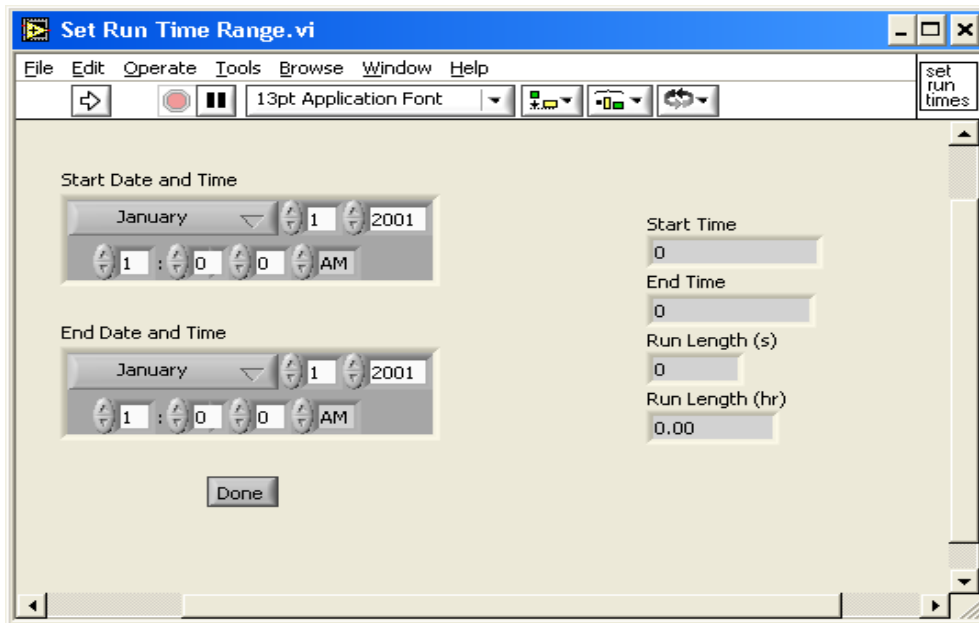 Set Run Time Range.vi
File Edit Operate Tools Browse Window Help
set
run
times
13pt Application Font
Start Date and Time
January 1 2001
1 : 0 0 AM
End Date and Time
January 1 2001
1 : 0 0 AM
Done
Start Time
0
End Time
0
Run Length (s)
0
Run Length (hr)
0.00